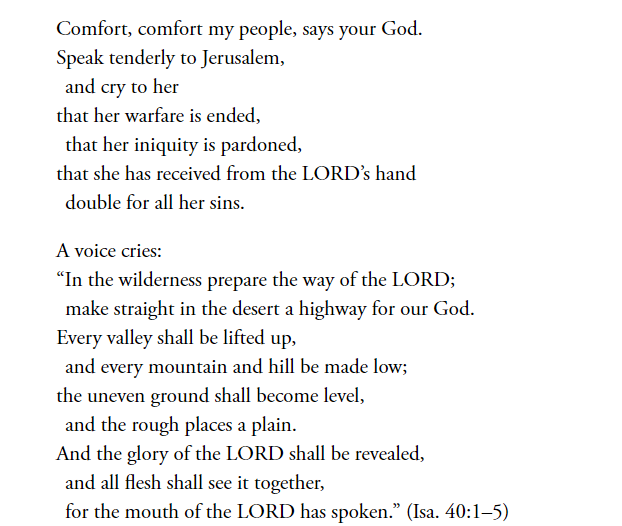 Comfort, comfort my people, says your God.
Speak tenderly to Jerusalem,
and cry to her
that her warfare is ended,
that her iniquity is pardoned,
that she has received from the LORD’s hand
double for all her sins.
A voice cries:
“In the wilderness prepare the way of the LORD;
make straight in the desert a highway for our God.
Every valley shall be lifted up,
and every mountain and hill be made low;
the uneven ground shall become level,
and the rough places a plain.
And the glory of the LORD shall be revealed,
and all flesh shall see it together,
for the mouth of the LORD has spoken.” (Isa. 40:1–5)